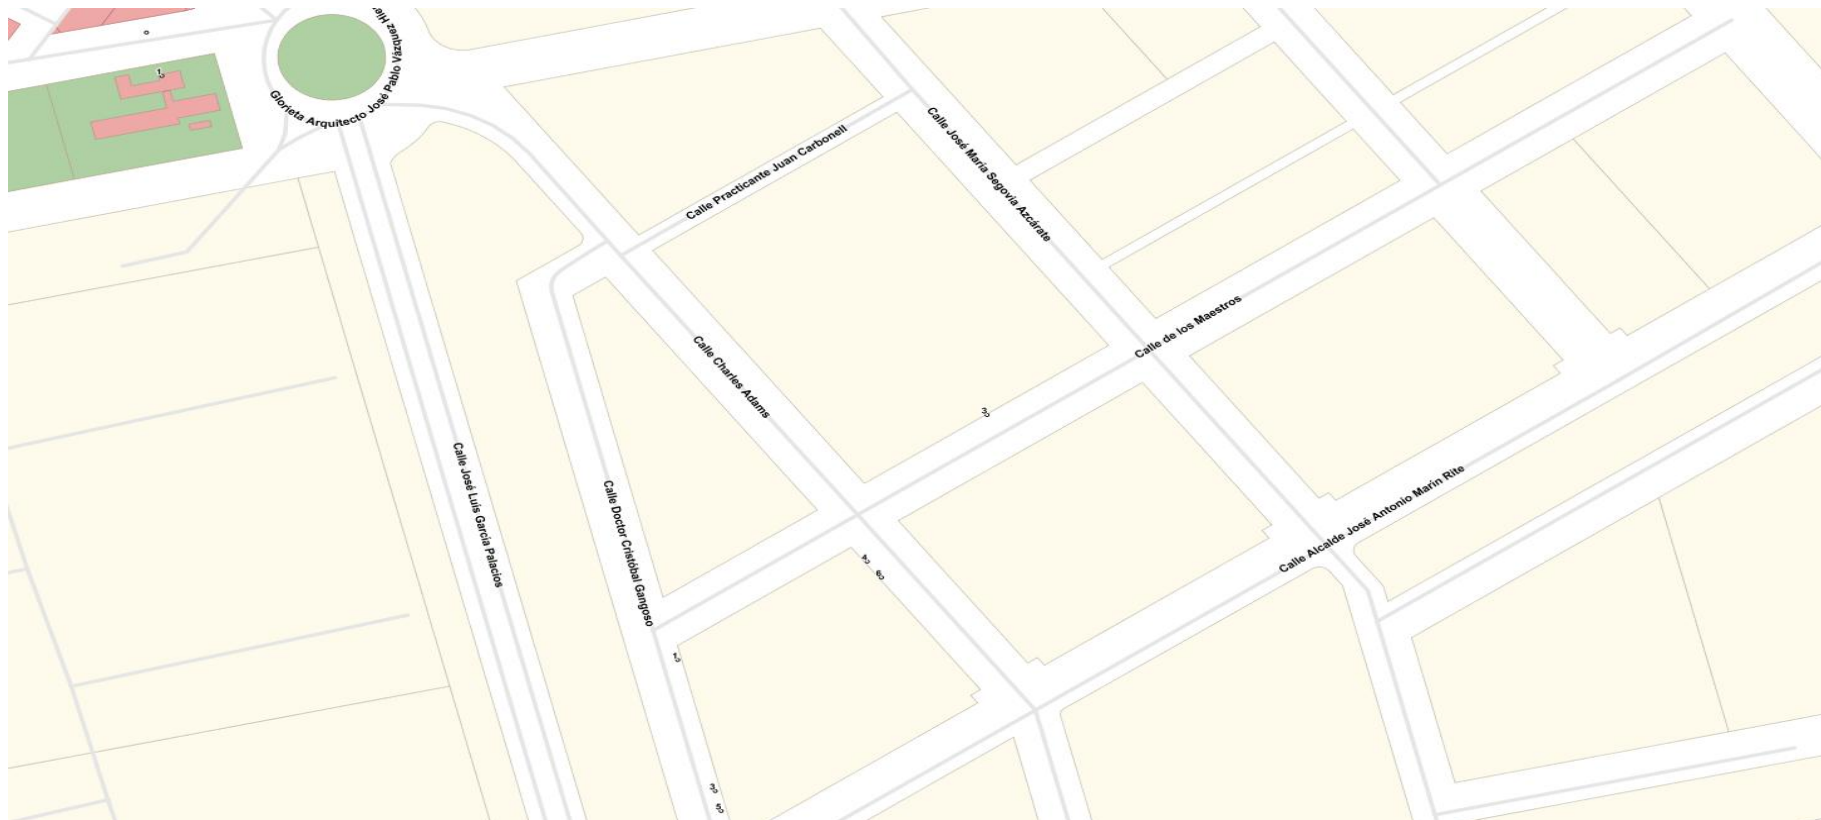 Glorieta Arquitecto José Pablo Vázquez
Calle Practicante Juan Carbonell
Calle José María Segovia Azcárate
Calle de los Maestros
Calle Charles Adams
Calle José Luis García Palacios
Calle Doctor Cristóbal Gangoso
Calle Alcalde José Antonio Marín Rite